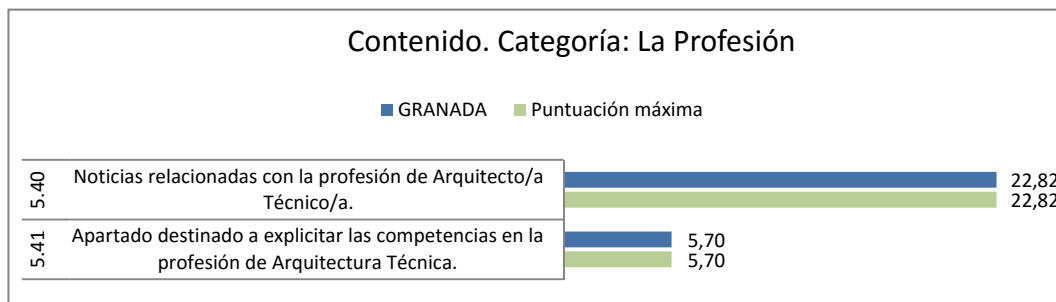 Contenido. Categoría: La Profesión
GRANADA
Puntuación máxima
5.40
Noticias relacionadas con la profesión de Arquitecto/a
Técnico/a.
22,82
22,82
5.41
Apartado destinado a explicitar las competencias en la
profesión de Arquitectura Técnica.
5,70
5,70